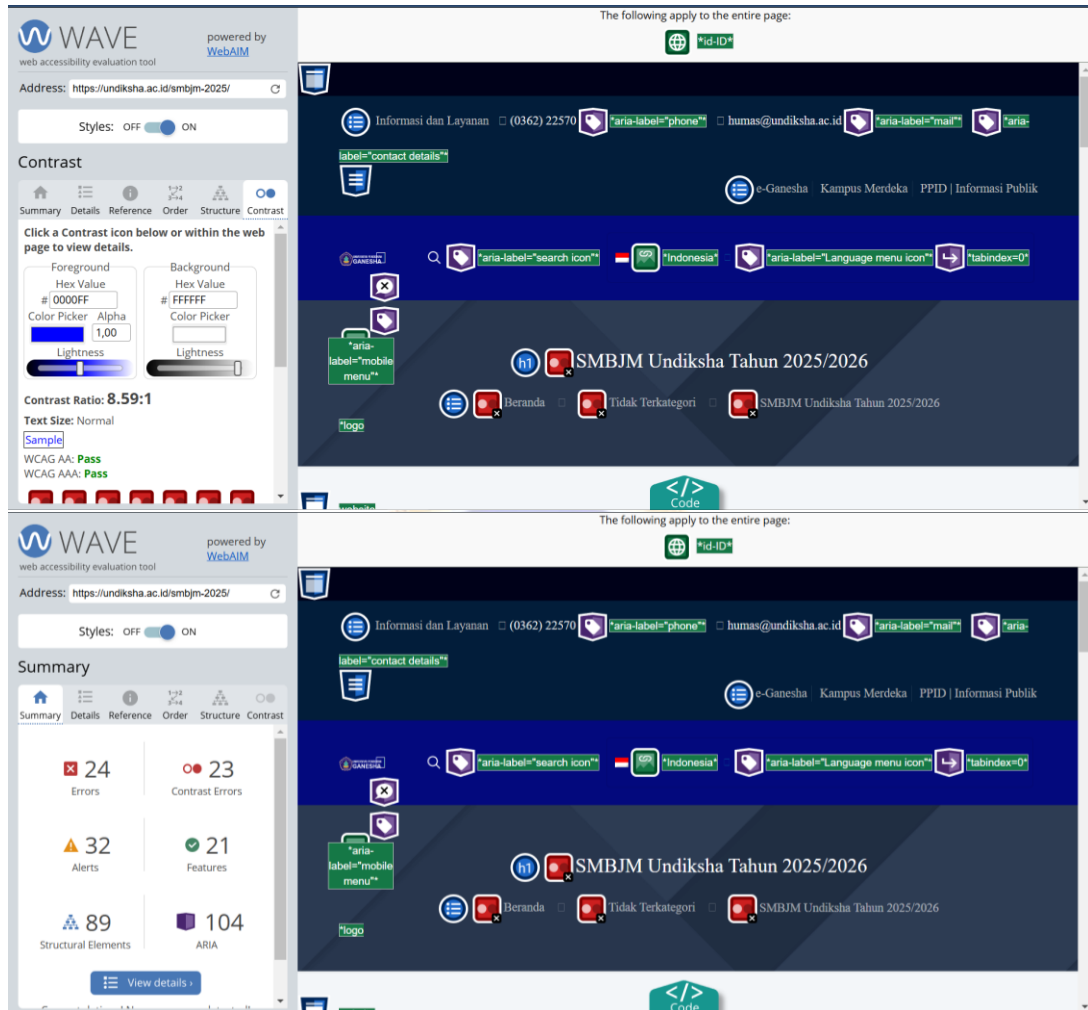 The following apply to the entire page:
*id-ID*
WAVE
powered by
WebAIM
web accessibility evaluation tool
Address: https://undiksha.ac.id/smbjm-2025/
Styles: OFF ON
Contrast
Summary Details Reference Order Structure Contrast
Click a Contrast icon below or within the web
page to view details.
Foreground Background
Hex Value Hex Value
# 0000FF # FFFFFF
Color Picker Alpha Color Picker
1,00
Lightness Lightness
Contrast Ratio: 8.59:1
Text Size: Normal
Sample
WCAG AA: Pass
WCAG AAA: Pass
Informasi dan Layanan (0362) 22570 *aria-label="phone"* humas@undiksha.ac.id *aria-label="mail"* *aria-
label="contact details"*
e-Ganesha Kampus Merdeka PPID | Informasi Publik
GANESHA *aria-label="search icon"* *Indonesia* *aria-label="Language menu icon"* *tabindex=0*
*aria-
label="mobile
menu"*
h1 SMBJM Undiksha Tahun 2025/2026
Beranda Tidak Terkategori SMBJM Undiksha Tahun 2025/2026
*logo
</>
Code
The following apply to the entire page:
*id-ID*
WAVE
powered by
WebAIM
web accessibility evaluation tool
Address: https://undiksha.ac.id/smbjm-2025/
Styles: OFF ON
Summary
Summary Details Reference Order Structure Contrast
24 23
Errors Contrast Errors
32 21
Alerts Features
89 104
Structural Elements ARIA
View details ›
Informasi dan Layanan (0362) 22570 *aria-label="phone"* humas@undiksha.ac.id *aria-label="mail"* *aria-
label="contact details"*
e-Ganesha Kampus Merdeka PPID | Informasi Publik
GANESHA *aria-label="search icon"* *Indonesia* *aria-label="Language menu icon"* *tabindex=0*
*aria-
label="mobile
menu"*
h1 SMBJM Undiksha Tahun 2025/2026
Beranda Tidak Terkategori SMBJM Undiksha Tahun 2025/2026
*logo
</>
Code